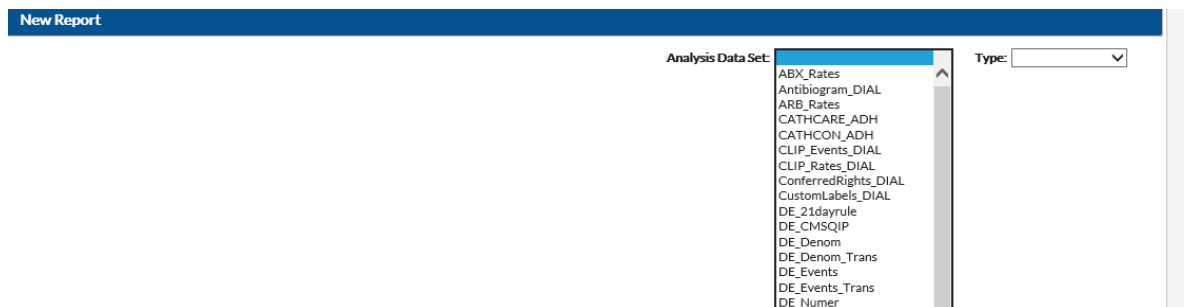 New Report
Analysis Data Set:
Type:
ABX_Rates
Antibiogram_DIAL
ARB_Rates
CATHCARE_ADH
CATHCON_ADH
CLIP_Events_DIAL
CLIP_Rates_DIAL
ConferredRights_DIAL
CustomLabels_DIAL
DE_21dayrule
DE_CMSQIP
DE_Denom
DE_Denom_Trans
DE_Events
DE_Events_Trans
DE_Numer